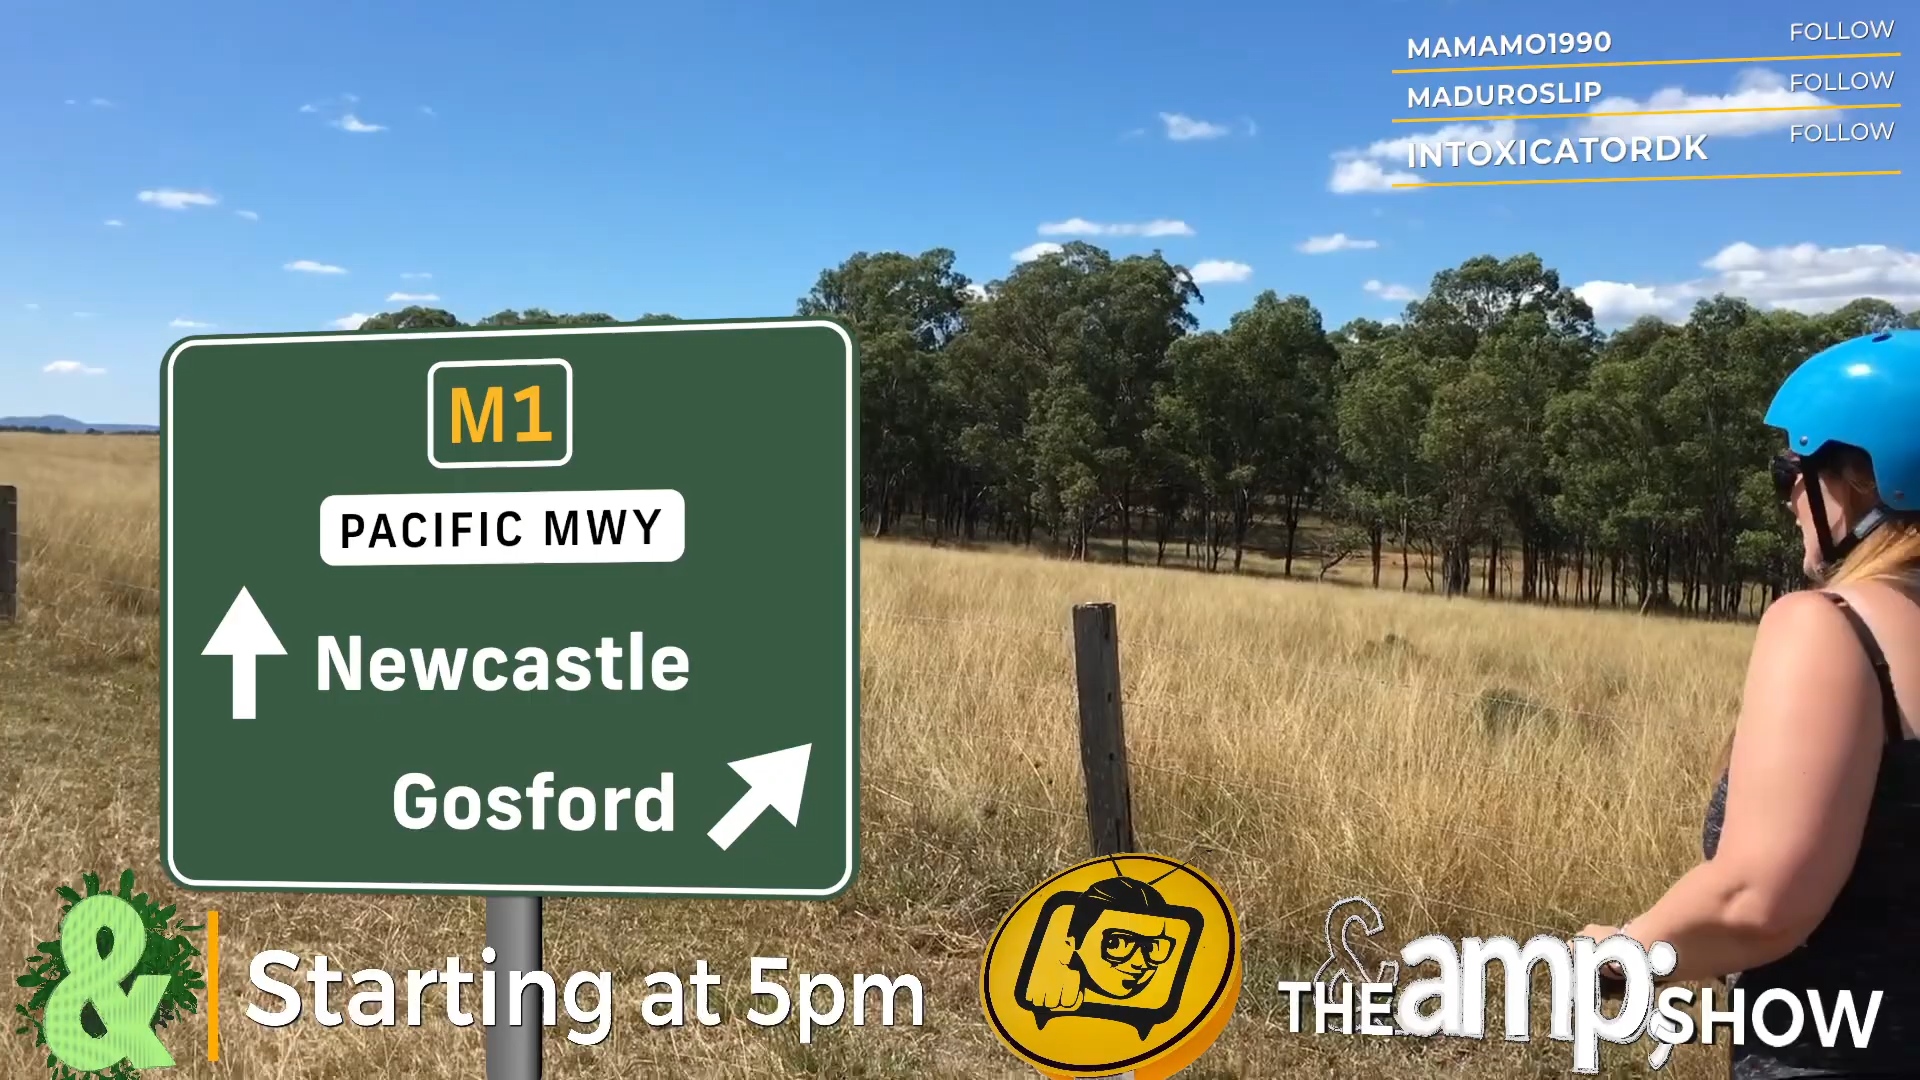 MAMAMO1990 FOLLOW
MADUROSLIP FOLLOW
INTOXICATORDK FOLLOW
M1
PACIFIC MWY
Newcastle
Gosford
&
Starting at 5pm
THE &amp; SHOW